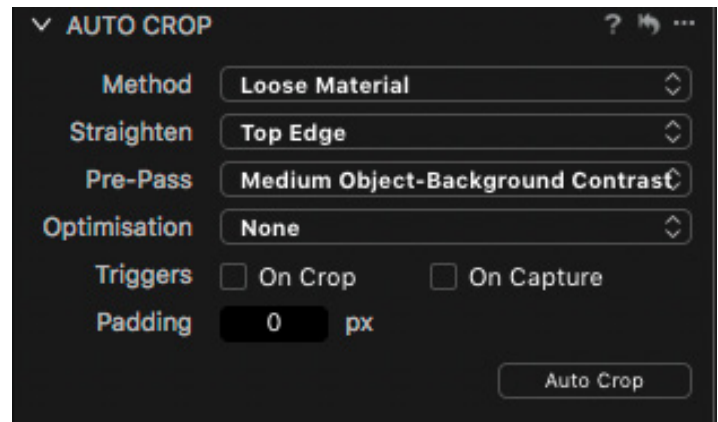 AUTO CROP ? ...
Method Loose Material
Straighten Top Edge
Pre-Pass Medium Object-Background Contrast
Optimisation None
Triggers On Crop On Capture
Padding 0 px
Auto Crop